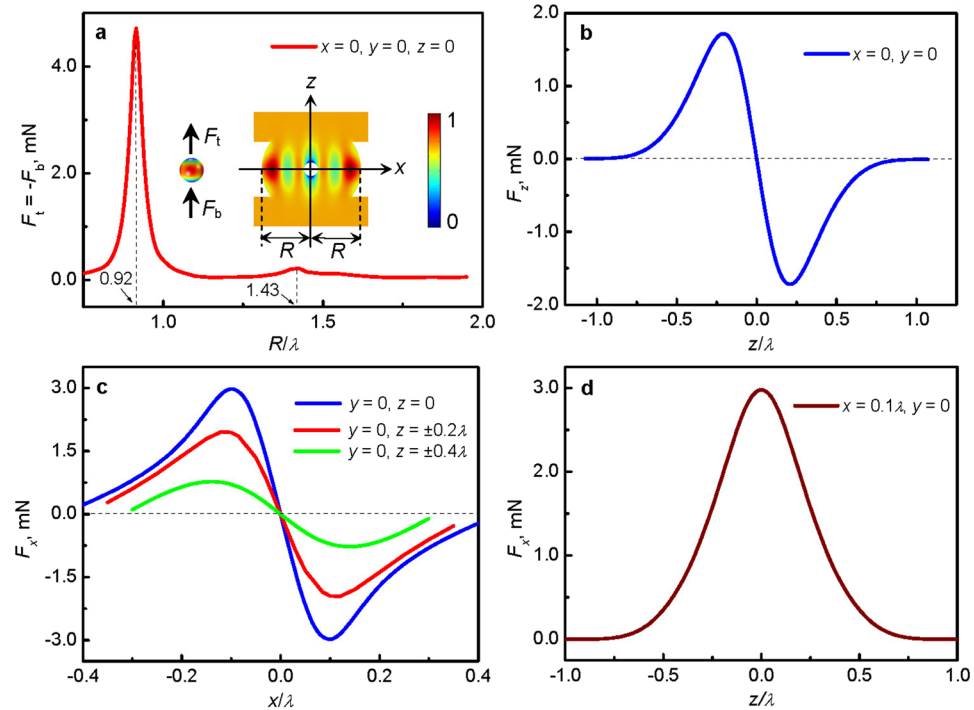 a
x = 0, y = 0, z = 0
4.0
2.0
0.0
F_t = -F_b, mN
F_t
F_b
z
x
R
R
1
0
0.92
1.43
1.0
1.5
2.0
R/λ
b
x = 0, y = 0
2.0
1.0
0.0
-1.0
-2.0
F_z, mN
-1.0
-0.5
0.0
0.5
1.0
z/λ
c
y = 0, z = 0
y = 0, z = ±0.2λ
y = 0, z = ±0.4λ
3.0
1.5
0.0
-1.5
-3.0
F_x, mN
-0.4
-0.2
0.0
0.2
0.4
x/λ
d
x = 0.1λ, y = 0
3.0
2.0
1.0
0.0
F_x, mN
-1.0
-0.5
0.0
0.5
1.0
z/λ